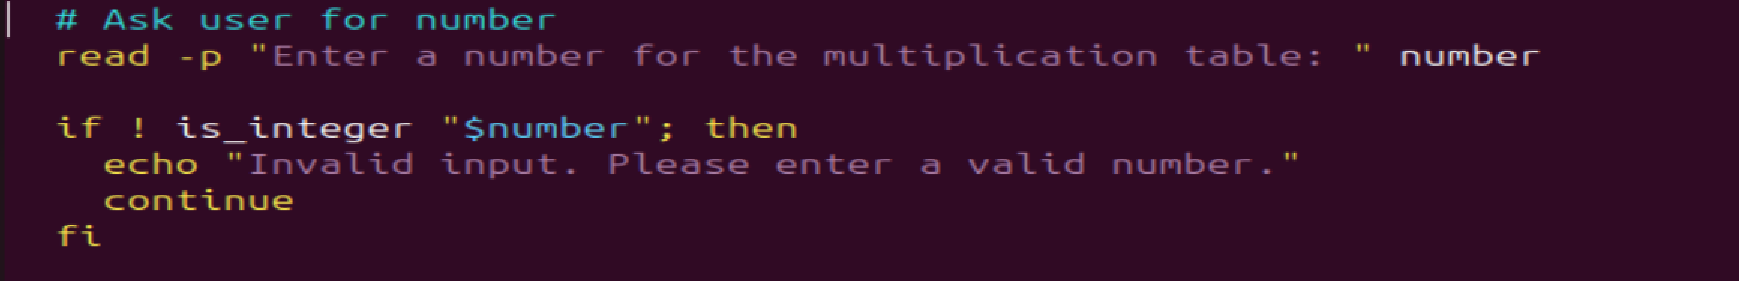 # Ask user for number
read -p "Enter a number for the multiplication table: " number
if ! is_integer "$number"; then
echo "Invalid input. Please enter a valid number."
continue
fi